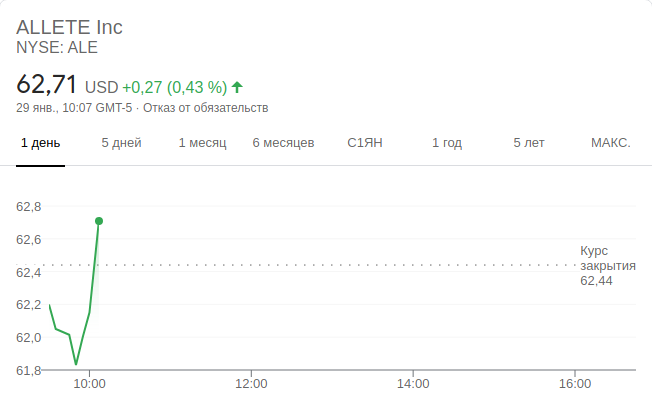 ALLETE Inc
NYSE: ALE
62,71 USD +0,27 (0,43 %)
29 янв., 10:07 GMT-5 · Отказ от обязательств
1 день 5 дней 1 месяц 6 месяцев С1ЯН 1 год 5 лет МАКС.
62,8
62,6
Курс
закрытия
62,44
62,4
62,2
62,0
61,8
10:00 12:00 14:00 16:00